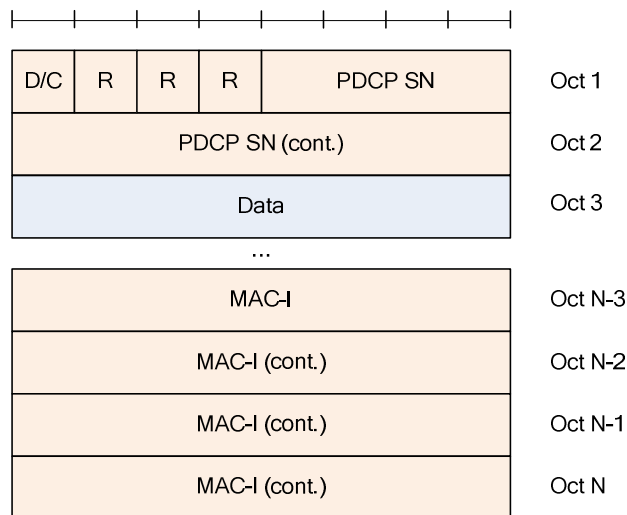 D/C R R R PDCP SN Oct 1
PDCP SN (cont.) Oct 2
Data Oct 3
...
MAC-I Oct N-3
MAC-I (cont.) Oct N-2
MAC-I (cont.) Oct N-1
MAC-I (cont.) Oct N